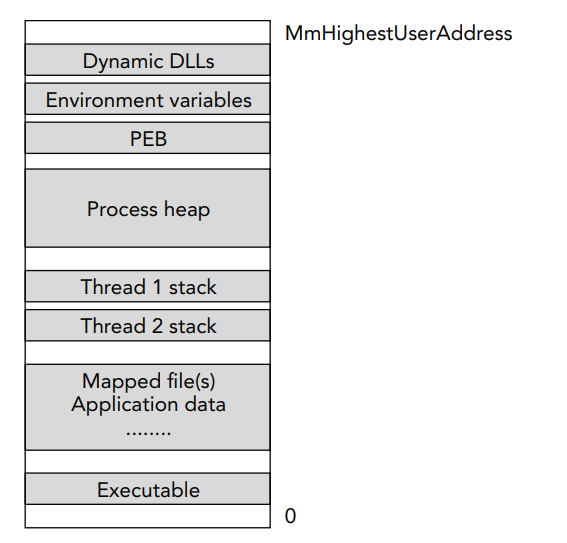 MmHighestUserAddress
Dynamic DLLs
Environment variables
PEB
Process heap
Thread 1 stack
Thread 2 stack
Mapped file(s)
Application data
........
Executable
0